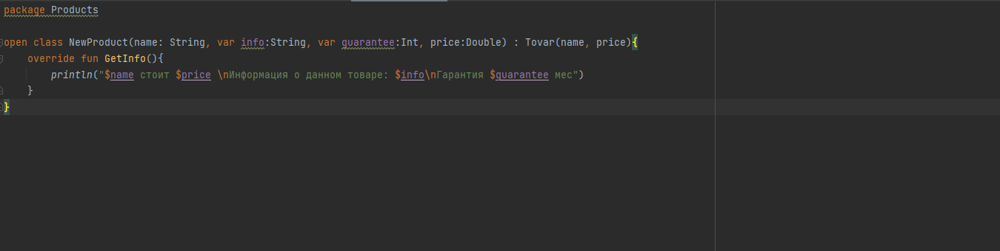 package Products
open class NewProduct(name: String, var info:String, var guarantee:Int, price:Double) : Tovar(name, price){
override fun GetInfo(){
println("$name стоит $price \nИнформация о данном товаре: $info\nГарантия $guarantee мес")
}
}